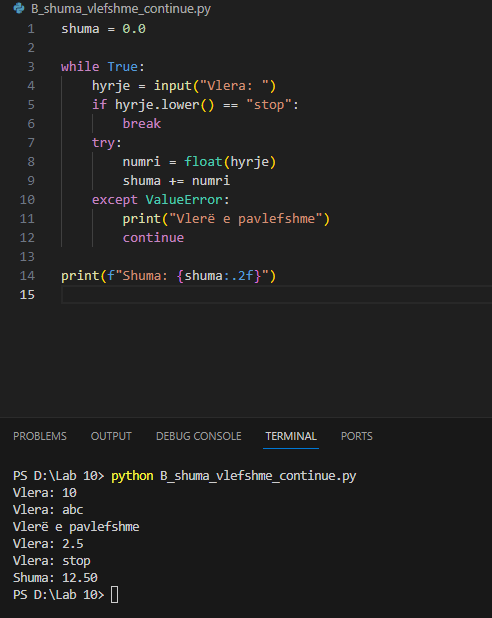 B_shuma_vlefshme_continue.py
1 shuma = 0.0
2
3 while True:
4     hyrje = input("Vlera: ")
5     if hyrje.lower() == "stop":
6         break
7     try:
8         numri = float(hyrje)
9         shuma += numri
10     except ValueError:
11         print("Vlerë e pavlefshme")
12         continue
13
14 print(f"Shuma: {shuma:.2f}")
15
PROBLEMS OUTPUT DEBUG CONSOLE TERMINAL PORTS
PS D:\Lab 10> python B_shuma_vlefshme_continue.py
Vlera: 10
Vlera: abc
Vlerë e pavlefshme
Vlera: 2.5
Vlera: stop
Shuma: 12.50
PS D:\Lab 10>